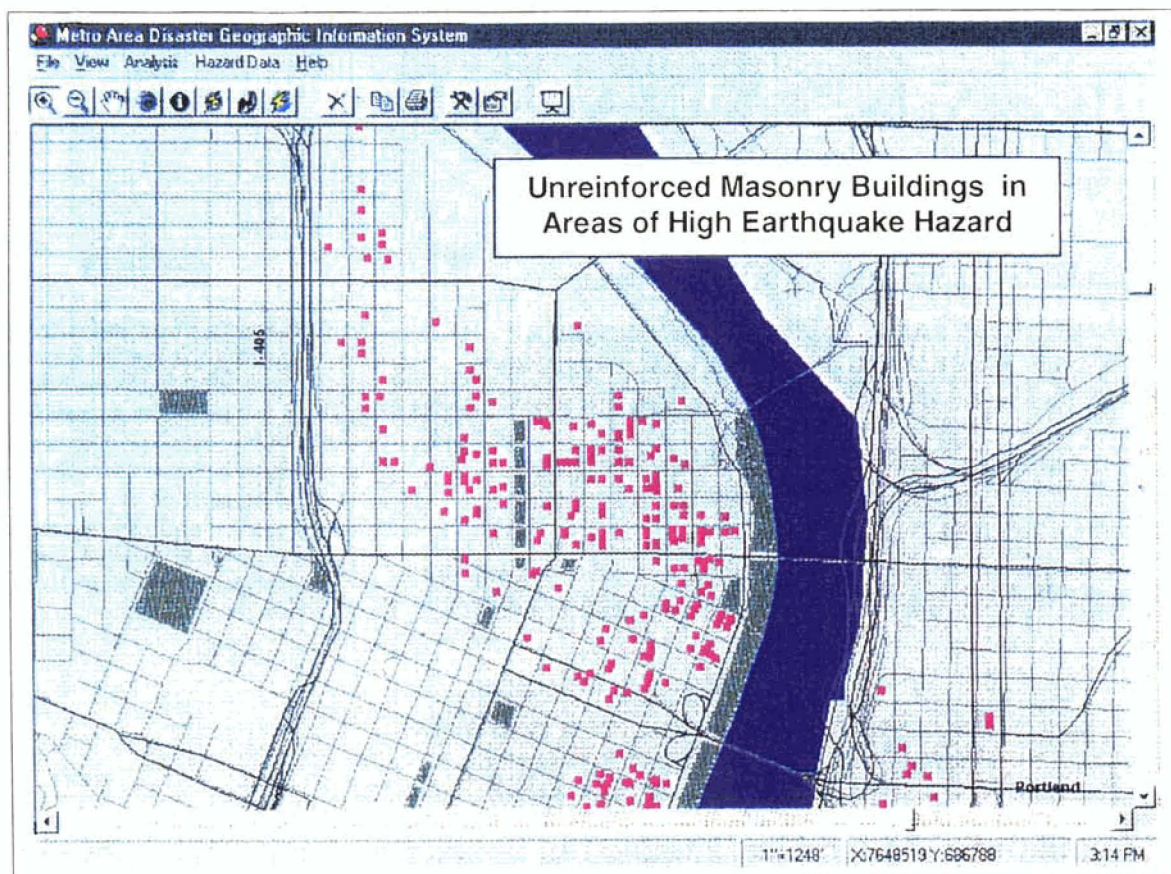 Metro Area Disaster Geographic Information System
File View Analysis Hazard Data Help
Unreinforced Masonry Buildings in
Areas of High Earthquake Hazard
I-405
Portland
1"=1248' X:7648519 Y:686788 3:14 PM